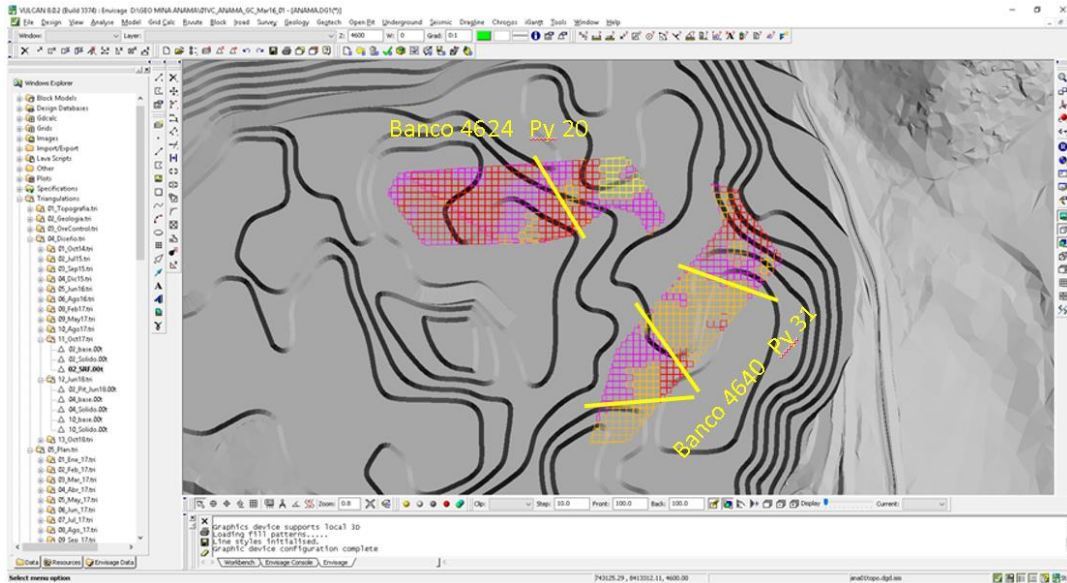 VULCAN 8.0.2 (Build 3374) : Envisage D:\GEO MINA ANAMA\01VC_ANAMA_GC_Mar16_01 - [ANAMA.DG1(*)]
File Design View Analyse Model Grid Calc Rivute Block Road Survey Geology Geotech Open Pit Underground Seismic Dragline Chronos iGantt Tools Window Help
Window: Layer: Z: 4600 W: 0 Grad: 0:1
Windows Explorer
Block Models
Design Databases
Gdcalc
Grids
Images
Import/Export
Lava Scripts
Other
Plots
Specifications
Triangulations
01_Topografia.tri
02_Geologia.tri
03_OreControl.tri
04_Diseño.tri
01_Oct14.tri
02_Jul15.tri
03_Sep15.tri
04_Dic15.tri
05_Jun16.tri
06_Ago16.tri
08_Feb17.tri
09_May17.tri
10_Ago17.tri
11_Oct17.tri
02_base.00t
02_Solido.00t
02_SRF.00t
12_Jun18.tri
02_Pit_Jun18.00t
04_base.00t
04_Solido.00t
10_base.00t
10_Solido.00t
13_Oct18.tri
05_Plan.tri
01_Ene_17.tri
02_Feb_17.tri
03_Mar_17.tri
04_Abr_17.tri
05_May_17.tri
06_Jun_17.tri
07_Jul_17.tri
08_Ago_17.tri
09_Sep_17.tri
Data Resources Envisage Data
Banco 4624 Py 20
Banco 4640 Py 31
Zoom: 0.8 Clip: Step: 10.0 Front: 100.0 Back: 100.0 Display Current:
Graphics device supports local 3D
Loading fill patterns.....
Line styles initialised.
Graphic device configuration complete
Workbench Envisage Console Envisage
Select menu option
743125.29, 8413312.11, 4600.00